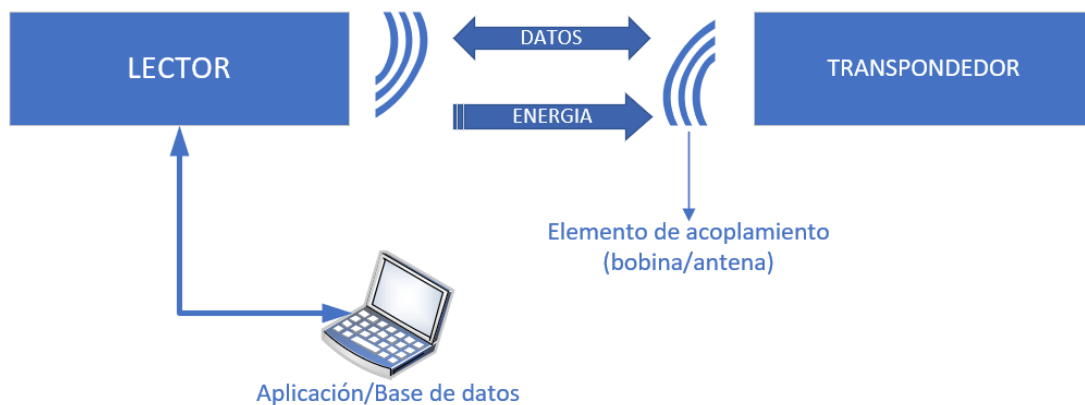 LECTOR
DATOS
ENERGIA
TRANSPONDEDOR
Elemento de acoplamiento
(bobina/antena)
Aplicación/Base de datos